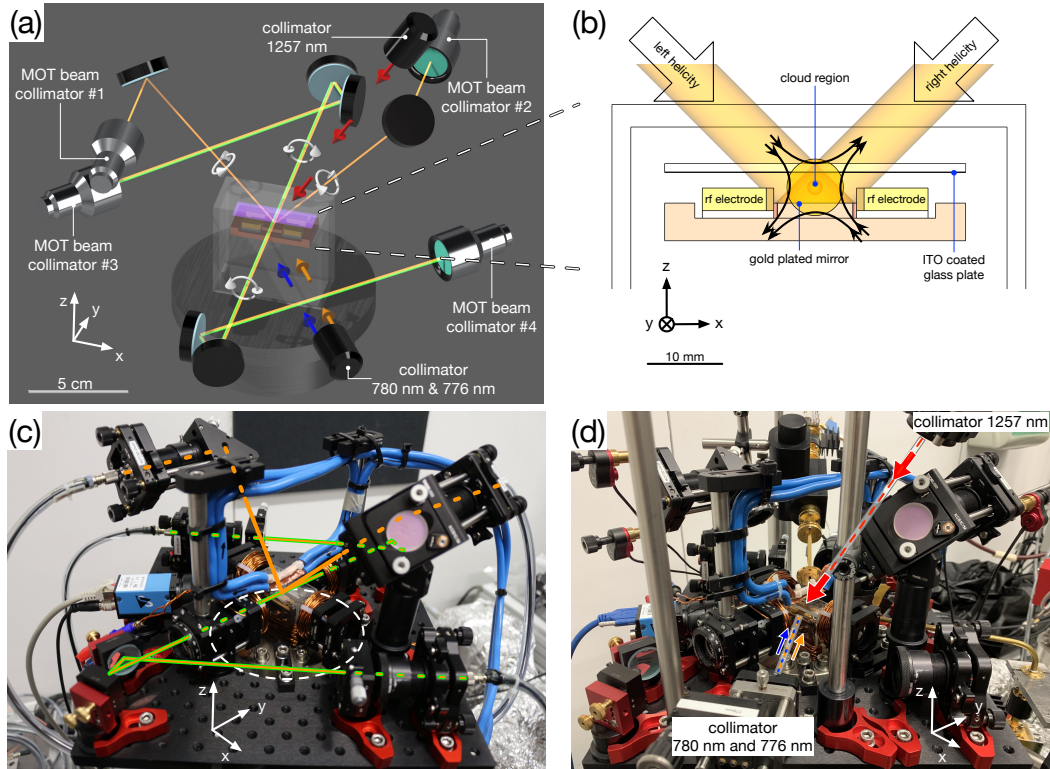 (a)
collimator
1257 nm
MOT beam
collimator #1
MOT beam
collimator #2
MOT beam
collimator #3
MOT beam
collimator #4
z
y
x
5 cm
collimator
780 nm & 776 nm
(b)
left helicity
right helicity
cloud region
rf electrode
rf electrode
gold plated mirror
ITO coated
glass plate
z
y
x
10 mm
(c)
z
y
x
(d)
collimator 1257 nm
collimator
780 nm and 776 nm
z
y
x